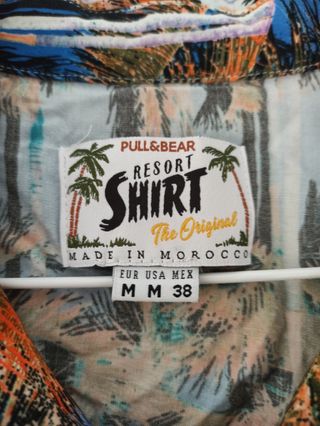 PULL&BEAR
RESORT
SHIRT
The Original
MADE IN MOROCCO
EUR USA MEX
M M 38